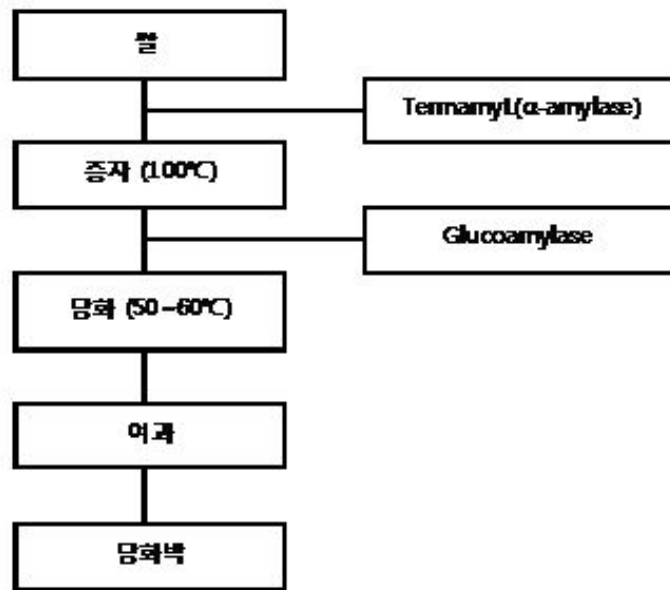 쌀
Termamyl(α-amylase)
증자 (100℃)
Glucoamylase
당화 (50~60℃)
여과
당화박